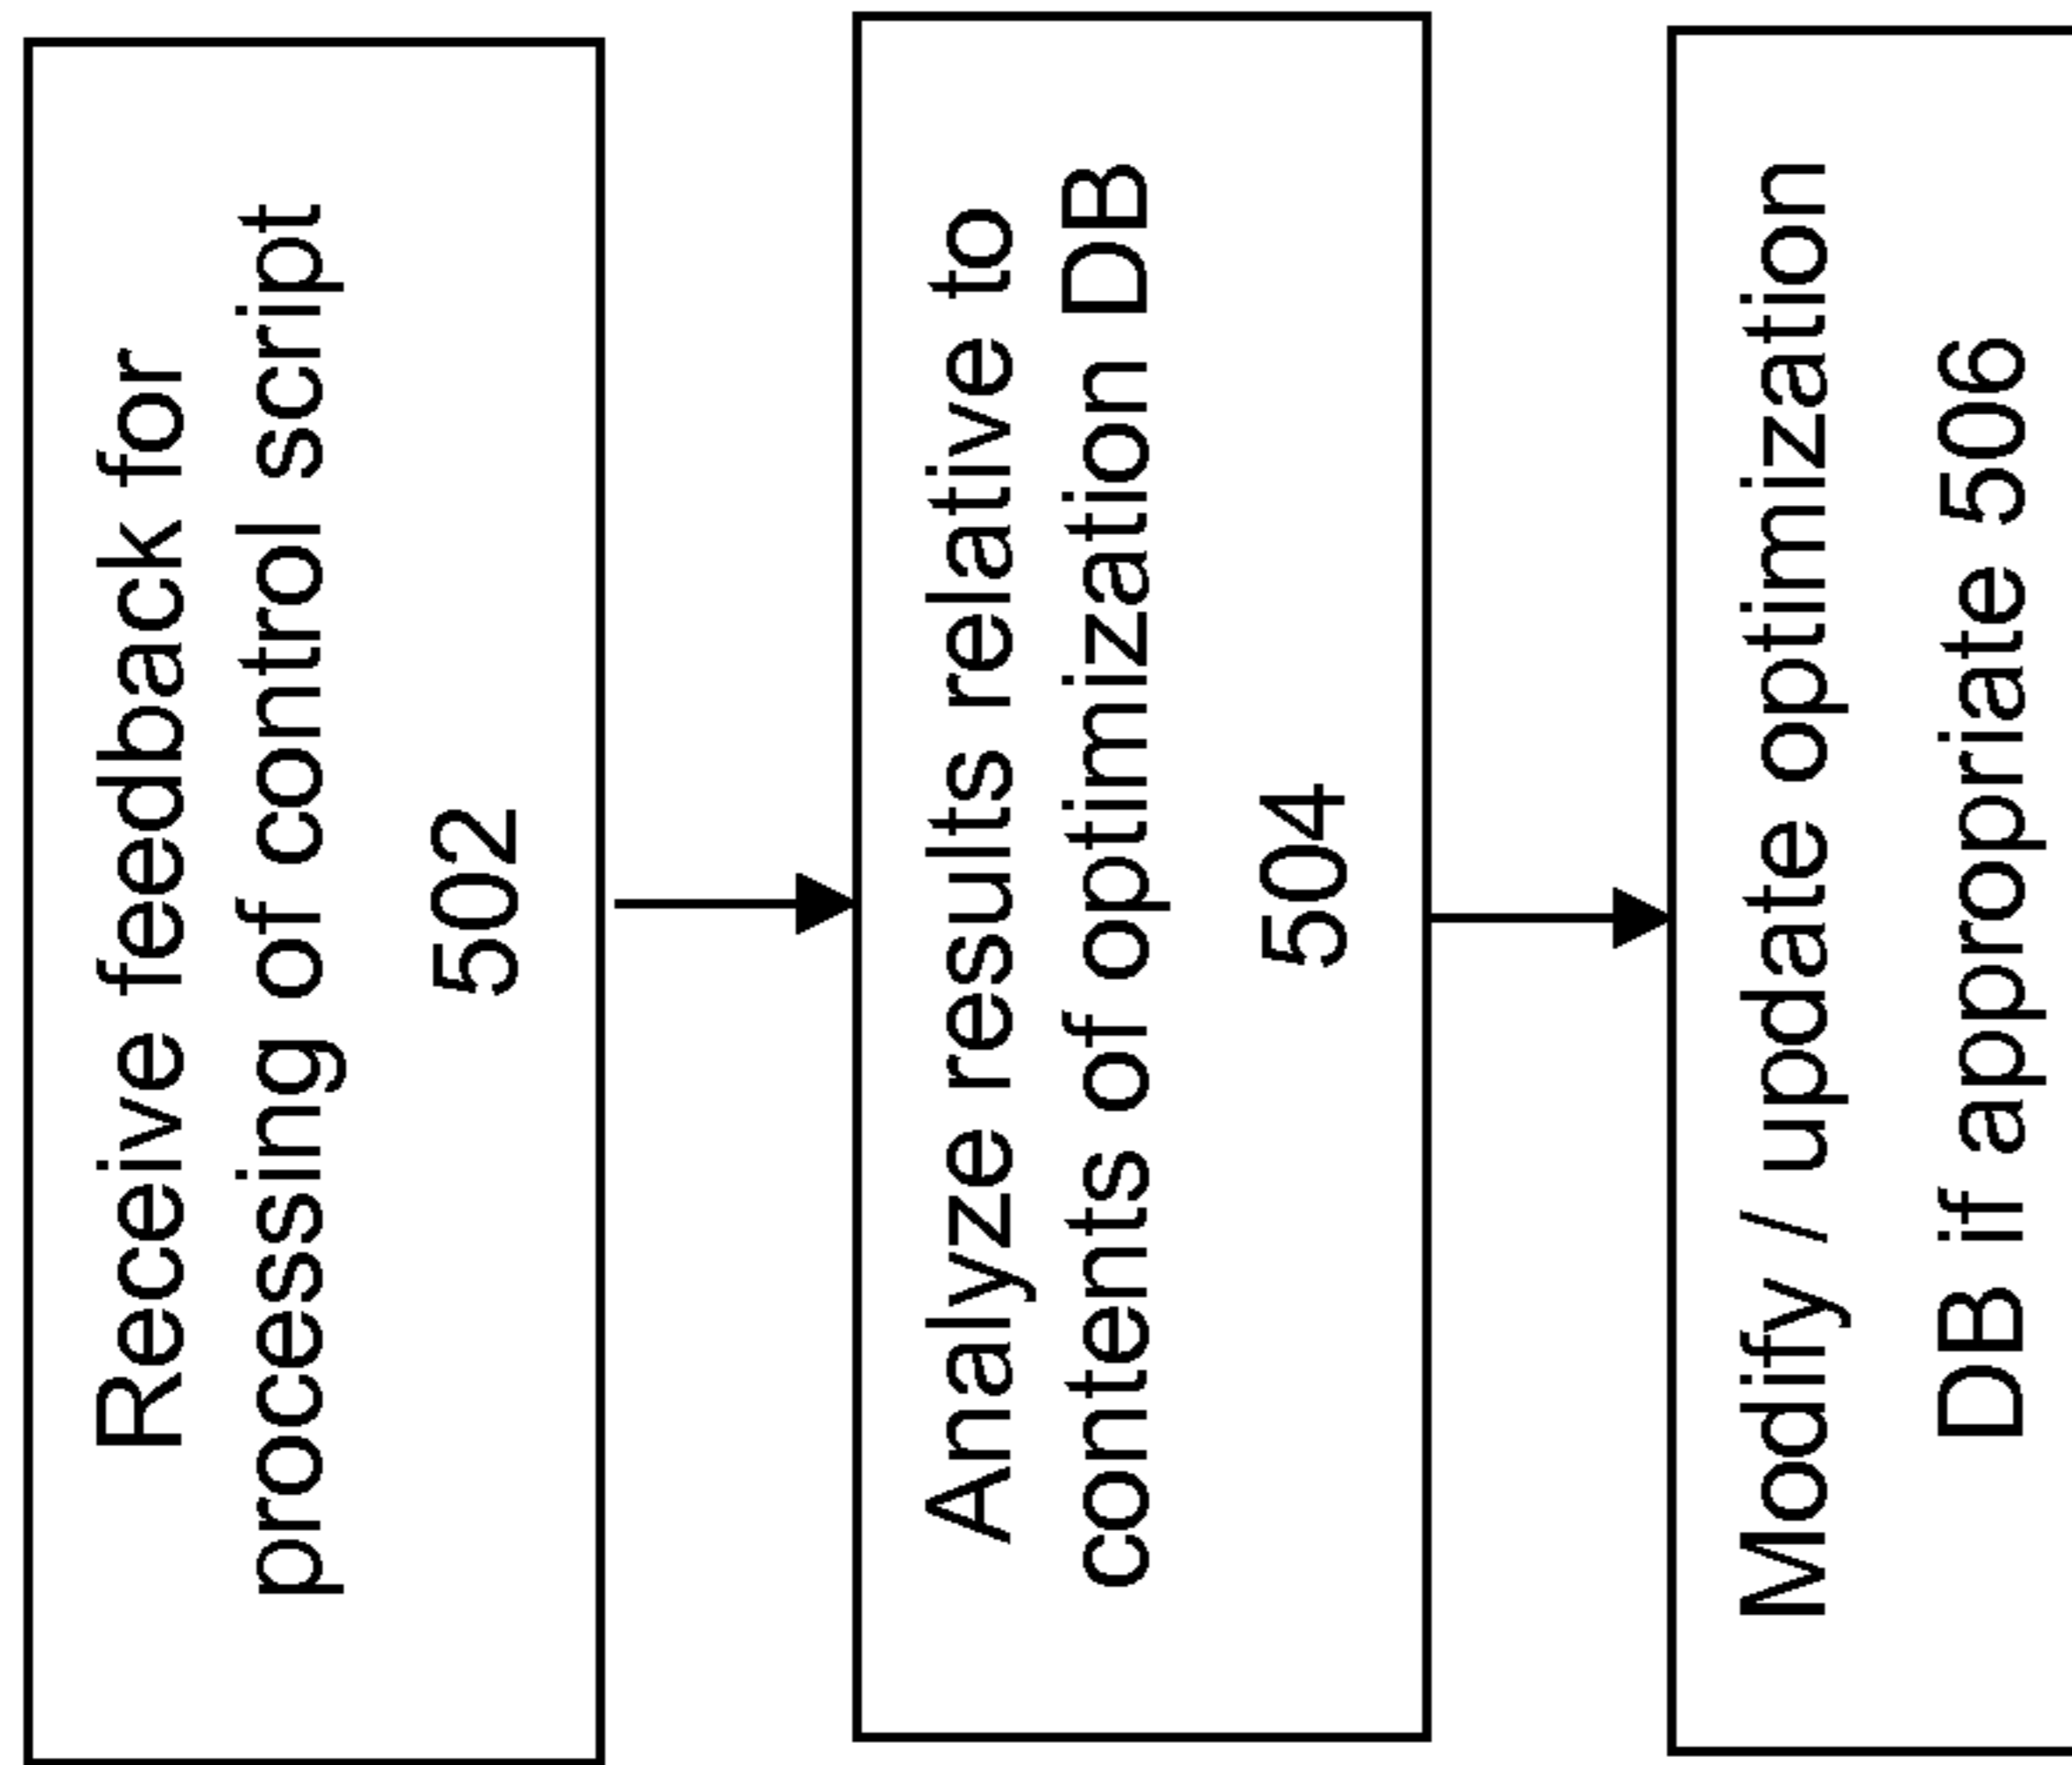 Receive feedback for
processing of control script
502
Analyze results relative to
contents of optimization DB
504
Modify / update optimization
DB if appropriate 506